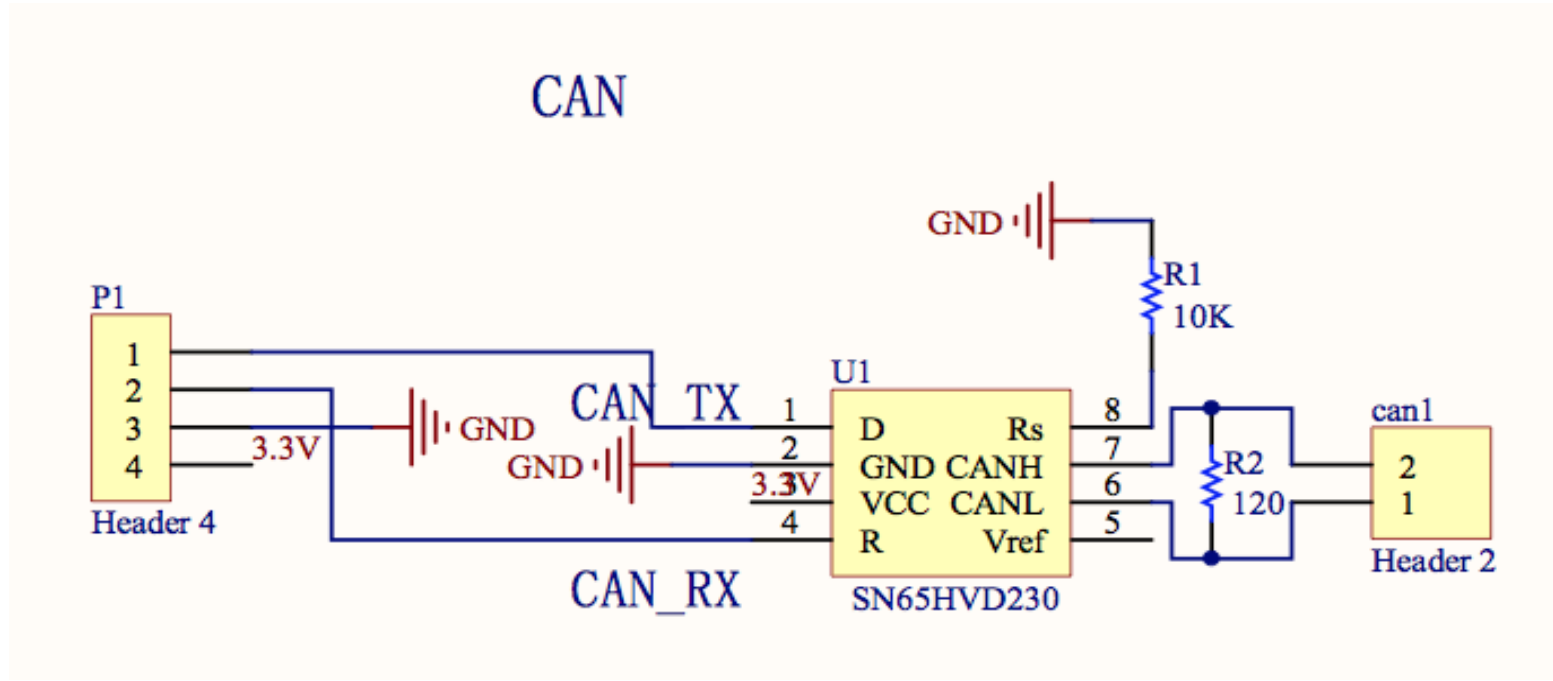 CAN
GND
R1
10K
P1
1
2
3
4
3.3V
GND
Header 4
CAN_TX
GND
3.3V
CAN_RX
U1
1
2
3
4
D
GND
VCC
R
Rs
CANH
CANL
Vref
8
7
6
5
SN65HVD230
R2
120
can1
2
1
Header 2